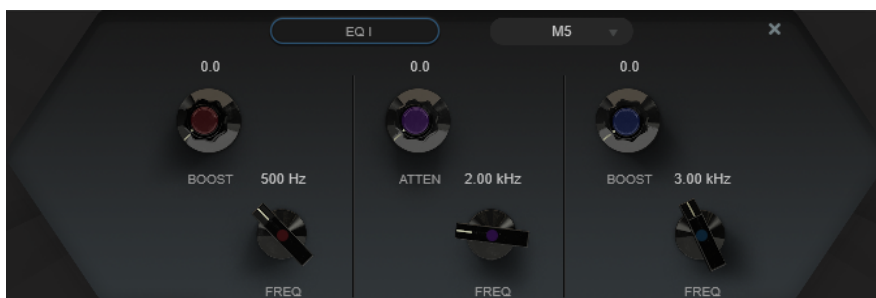 EQ I M5
0.0 0.0 0.0
BOOST 500 Hz ATTEN 2.00 kHz BOOST 3.00 kHz
FREQ FREQ FREQ